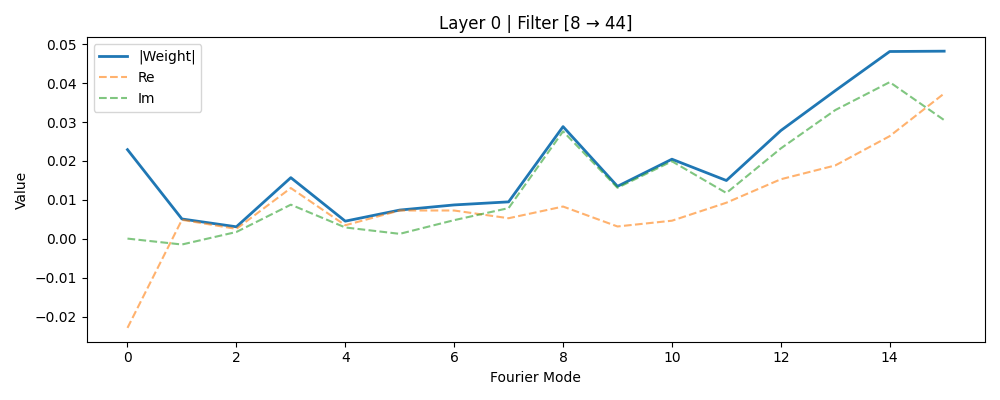 Layer 0 | Filter [8 → 44]
|Weight|
Re
Im
0.05
0.04
0.03
0.02
0.01
0.00
−0.01
−0.02
Value
0 2 4 6 8 10 12 14
Fourier Mode